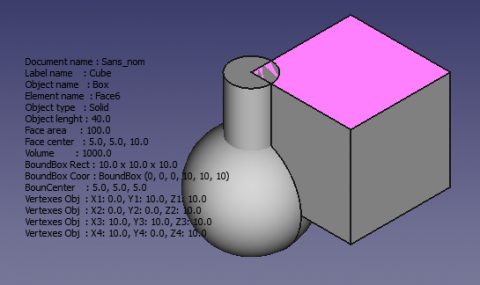 Document name : Sans_nom
Label name : Cube
Object name : Box
Element name : Face6
Object type : Solid
Object lenght : 40.0
Face area : 100.0
Face center : 5.0, 5.0, 10.0
Volume : 1000.0
BoundBox Rect : 10.0 x 10.0 x 10.0
BoundBox Coor : BoundBox (0, 0, 0, 10, 10, 10)
BounCenter : 5.0, 5.0, 5.0
Vertexes Obj : X1: 0.0, Y1: 10.0, Z1: 10.0
Vertexes Obj : X2: 0.0, Y2: 0.0, Z2: 10.0
Vertexes Obj : X3: 10.0, Y3: 10.0, Z3: 10.0
Vertexes Obj : X4: 10.0, Y4: 0.0, Z4: 10.0